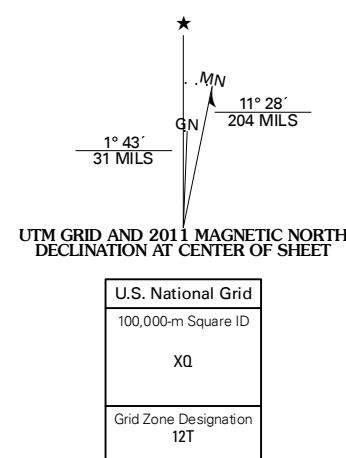 ★
MN
11° 28´
204 MILS
GN
1° 43´
31 MILS
UTM GRID AND 2011 MAGNETIC NORTH
DECLINATION AT CENTER OF SHEET
U.S. National Grid
100,000-m Square ID
XQ
Grid Zone Designation
12T